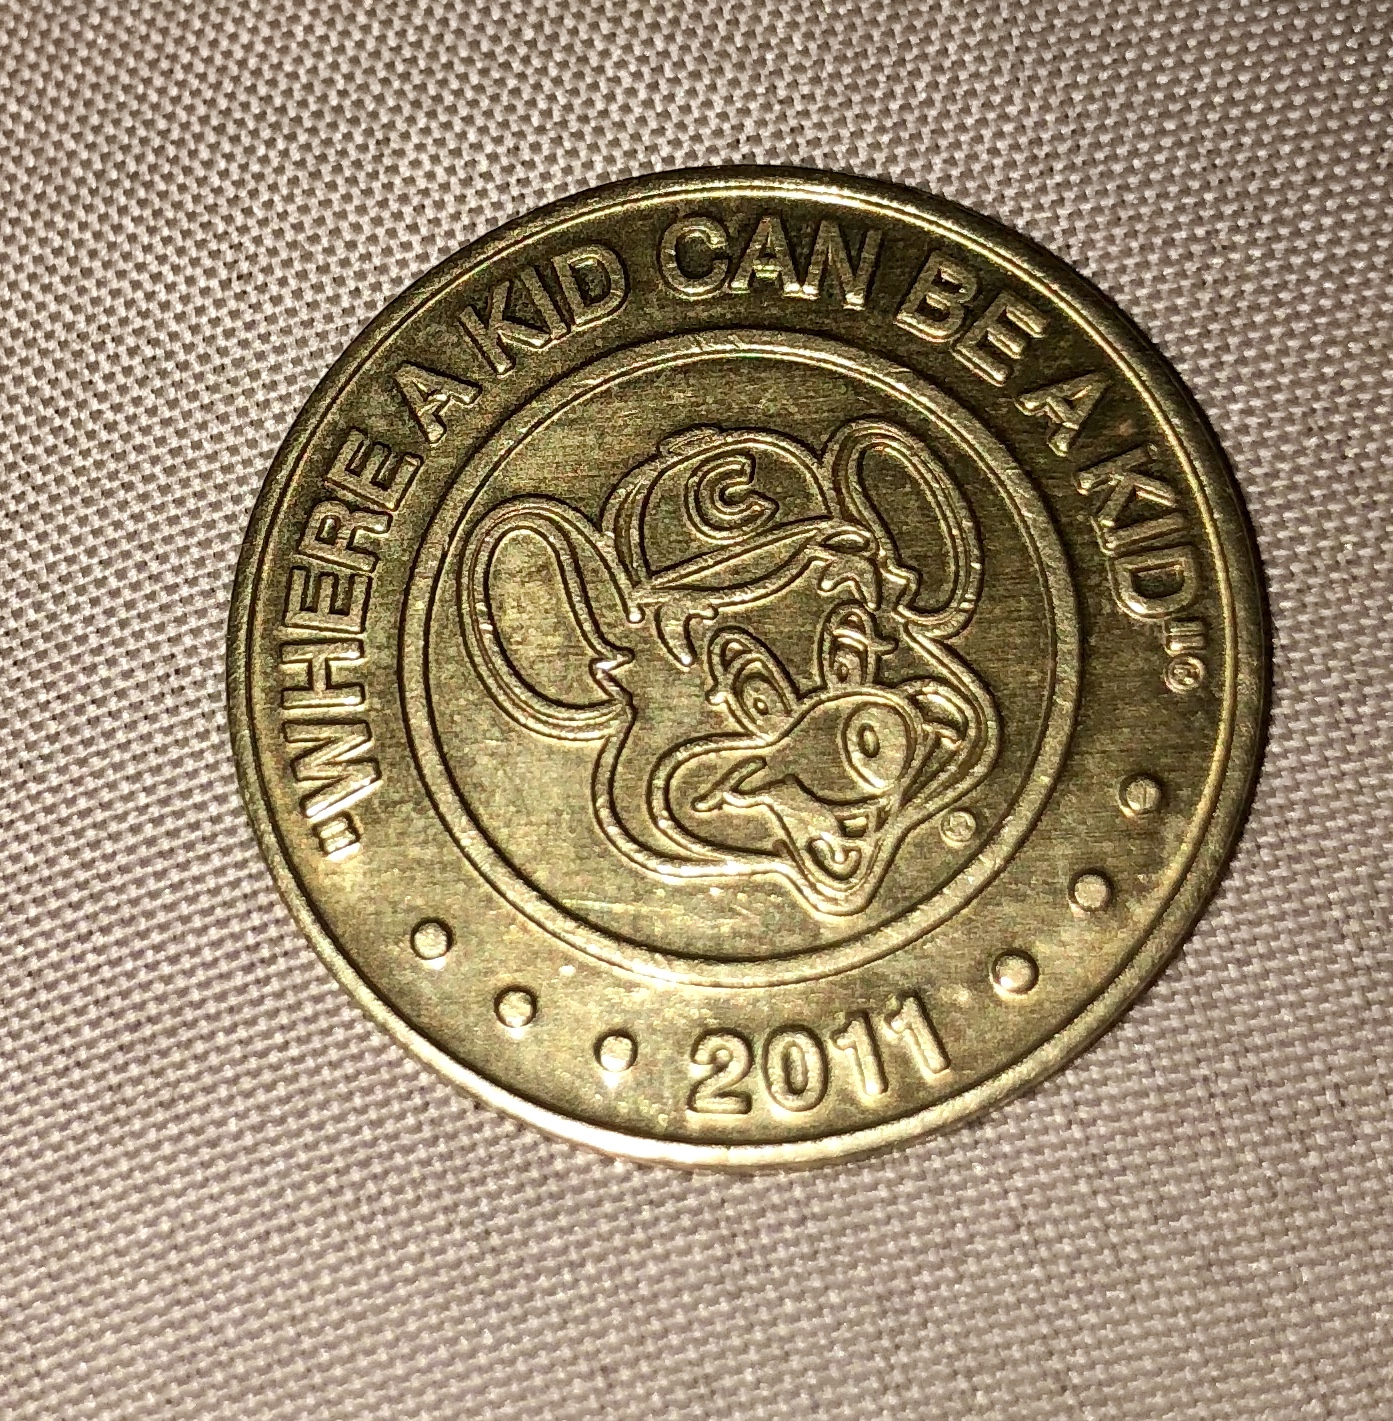 "WHERE A KID CAN BE A KID"®
C
®
2011